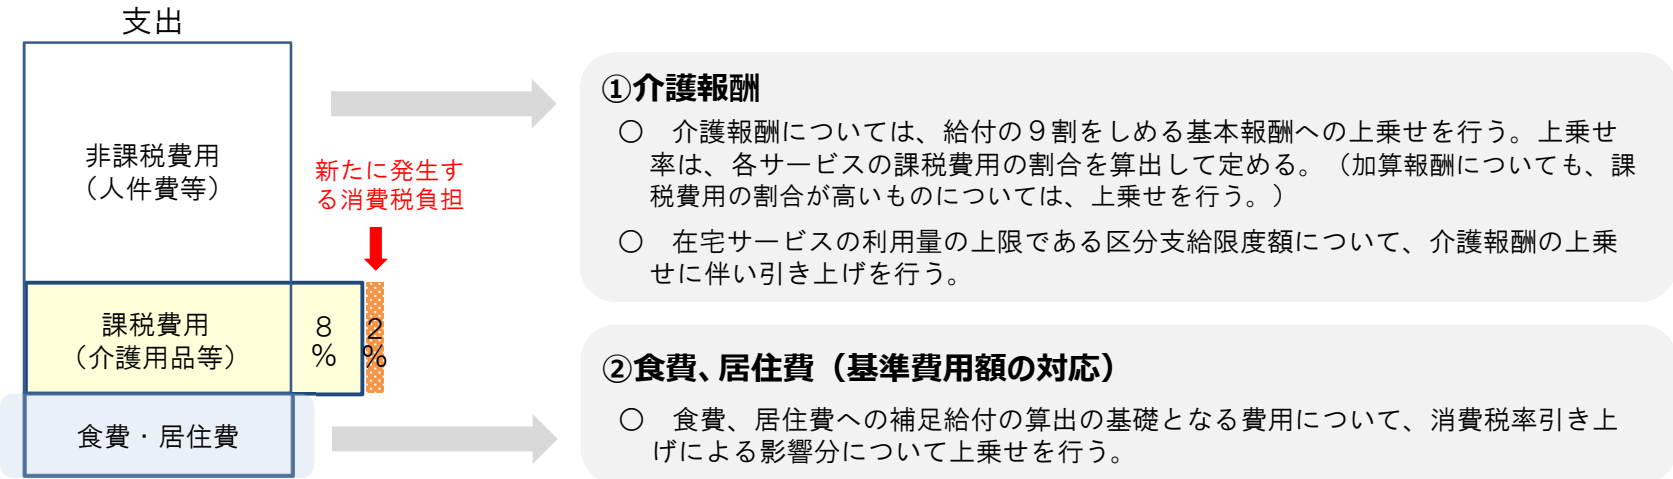 支出
非課税費用
（人件費等）
新たに発生す
る消費税負担
課税費用
（介護用品等）
8
%
2
%
食費・居住費
①介護報酬
〇　介護報酬については、給付の９割をしめる基本報酬への上乗せを行う。上乗せ
率は、各サービスの課税費用の割合を算出して定める。（加算報酬についても、課
税費用の割合が高いものについては、上乗せを行う。）
〇　在宅サービスの利用量の上限である区分支給限度額について、介護報酬の上乗
せに伴い引き上げを行う。
②食費、居住費（基準費用額の対応）
〇　食費、居住費への補足給付の算出の基礎となる費用について、消費税率引き上
げによる影響分について上乗せを行う。